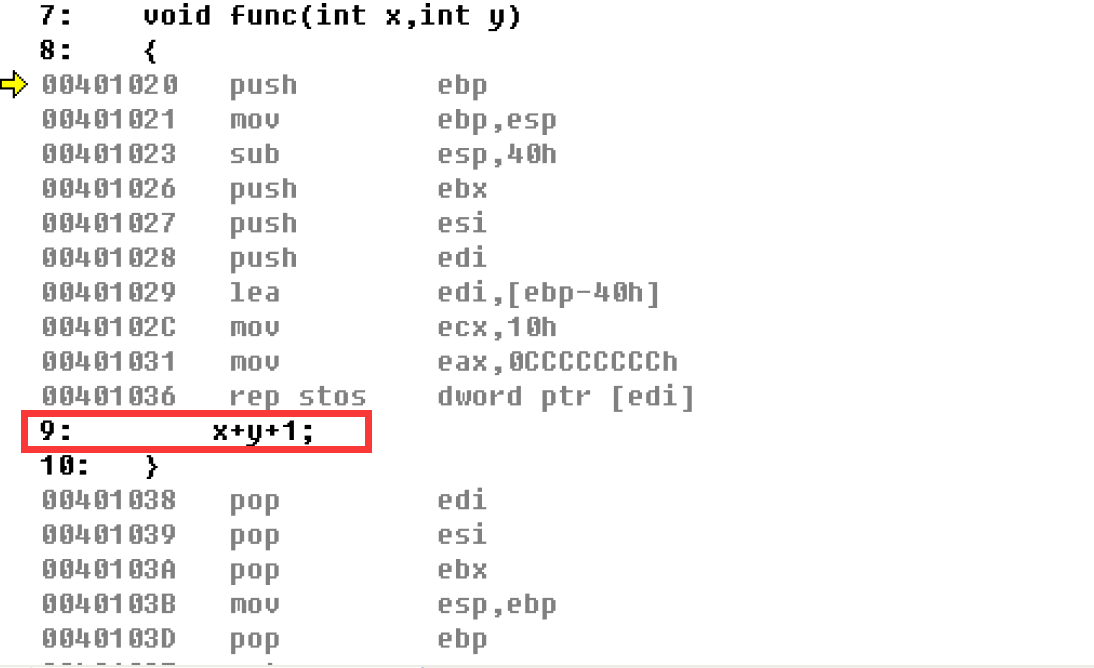 7: void func(int x,int y)
8: {
00401020 push ebp
00401021 mov ebp,esp
00401023 sub esp,40h
00401026 push ebx
00401027 push esi
00401028 push edi
00401029 lea edi,[ebp-40h]
0040102C mov ecx,10h
00401031 mov eax,0CCCCCCCCh
00401036 rep stos dword ptr [edi]
9: x+y+1;
10: }
00401038 pop edi
00401039 pop esi
0040103A pop ebx
0040103B mov esp,ebp
0040103D pop ebp